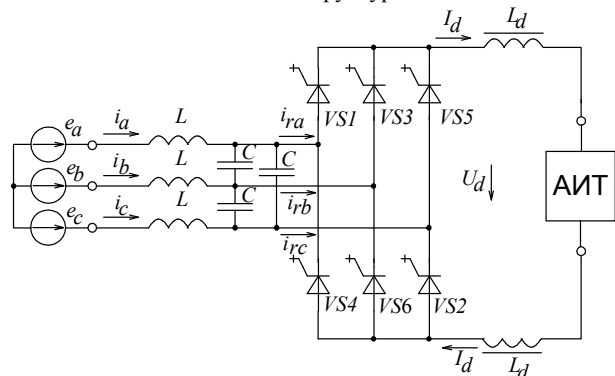 I_d
L_d
+ + +
VS1 VS3 VS5
e_a i_a L i_ra
C C
e_b i_b L
U_d АИТ
i_rb
e_c i_c L C
i_rc
+ + +
VS4 VS6 VS2
I_d L_d